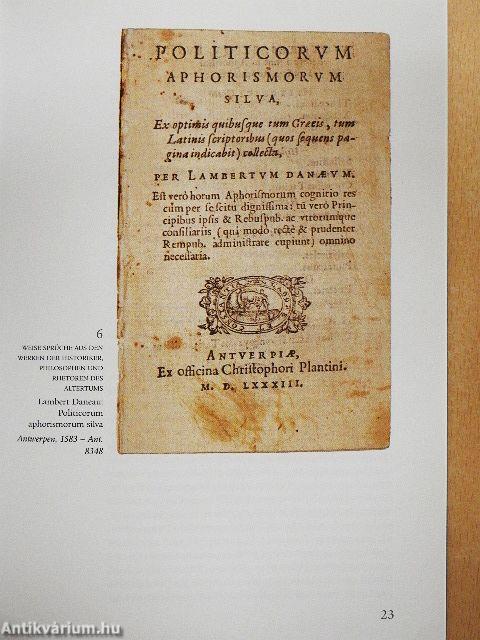 POLITICORVM
APHORISMORVM
SILVA,
Ex optimis quibusque tum Græcis, tum
Latinis scriptoribus (quos sequens pa-
gina indicabit) collecta,
PER LAMBERTVM DANÆVM.
Est verò horum Aphorismorum cognitio res
cùm per se scitu dignissima: tū verò Prin-
cipibus ipsis & Rebuspub. ac vtrorumque
consiliariis (qui modò rectè & prudenter
Rempub. administrare cupiunt) omnino
necessaria.
ANTVERPIÆ,
Ex officina Christophori Plantini.
M. D. LXXXIII.
6
WEISE SPRÜCHE AUS DEN
WERKEN DER HISTORIKER,
PHILOSOPHEN UND
RHETOREN DES
ALTERTUMS
Lambert Daneau:
Politicorum
aphorismorum silva
Antwerpen, 1583 – Ant.
8348
23
Antikvárium.hu